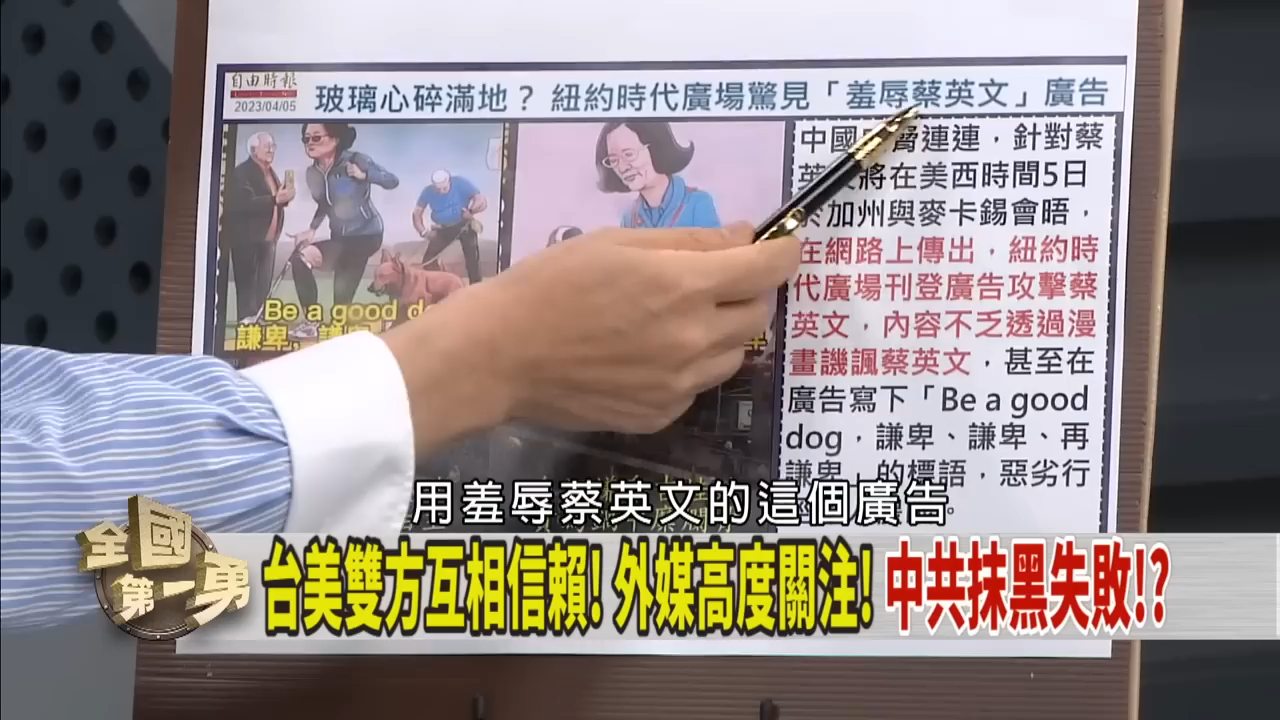 自由時報
2023/04/05
玻璃心碎滿地？ 紐約時代廣場驚見「羞辱蔡英文」廣告
中國 脅連連，針對蔡
英 將在美西時間5日
加州與麥卡錫會晤，
在網路上傳出，紐約時
代廣場刊登廣告攻擊蔡
英文，內容不乏透過漫
畫譏諷蔡英文，甚至在
廣告寫下「Be a good
dog，謙卑、謙卑、再
謙卑」的標語，惡劣行
Be a good
謙卑，
用羞辱蔡英文的這個廣告
全國第一勇
台美雙方互相信賴! 外媒高度關注! 中共抹黑失敗!?